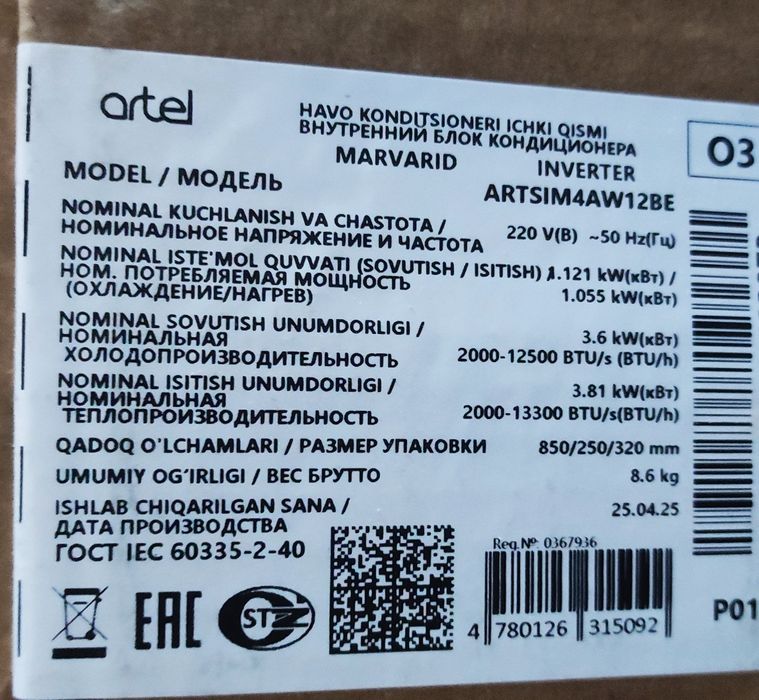 artel
HAVO KONDITSIONERI ICHKI QISMI
ВНУТРЕННИЙ БЛОК КОНДИЦИОНЕРА
O3
MARVARID
INVERTER
MODEL / МОДЕЛЬ
ARTSIM4AW12BE
NOMINAL KUCHLANISH VA CHASTOTA /
НОМИНАЛЬНОЕ НАПРЯЖЕНИЕ И ЧАСТОТА
220 V(В) ~50 Hz(Гц)
NOMINAL ISTE'MOL QUVVATI (SOVUTISH / ISITISH) /
НОМ. ПОТРЕБЛЯЕМАЯ МОЩНОСТЬ
(ОХЛАЖДЕНИЕ/НАГРЕВ)
1.121 kW(кВт) /
1.055 kW(кВт)
NOMINAL SOVUTISH UNUMDORLIGI /
НОМИНАЛЬНАЯ
ХОЛОДОПРОИЗВОДИТЕЛЬНОСТЬ
3.6 kW(кВт)
2000-12500 BTU/s (BTU/h)
NOMINAL ISITISH UNUMDORLIGI /
НОМИНАЛЬНАЯ
ТЕПЛОПРОИЗВОДИТЕЛЬНОСТЬ
3.81 kW(кВт)
2000-13300 BTU/s(BTU/h)
QADOQ O'LCHAMLARI / РАЗМЕР УПАКОВКИ 850/250/320 mm
UMUMIY OG'IRLIGI / ВЕС БРУТТО 8.6 kg
ISHLAB CHIQARILGAN SANA /
ДАТА ПРОИЗВОДСТВА
25.04.25
ГОСТ IEC 60335-2-40
Reg.№: 0367936
EAC
STZ
4 780126 315092
P01